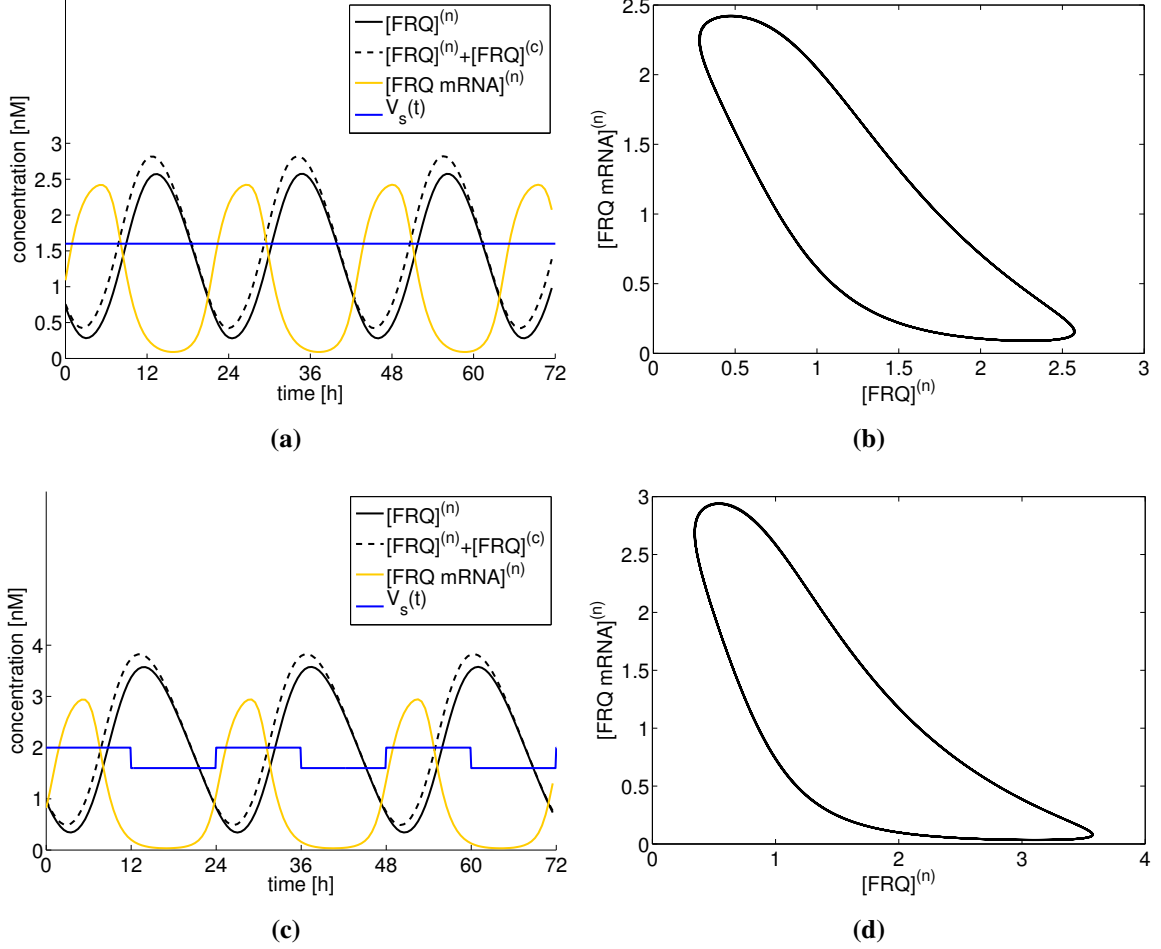 [FRQ]^(n)
[FRQ]^(n)+[FRQ]^(c)
[FRQ mRNA]^(n)
V_s(t)
concentration [nM]
3
2.5
2
1.5
1
0.5
0
0 12 24 36 48 60 72
time [h]
(a)
[FRQ mRNA]^(n)
2.5
2
1.5
1
0.5
0
0 0.5 1 1.5 2 2.5 3
[FRQ]^(n)
(b)
[FRQ]^(n)
[FRQ]^(n)+[FRQ]^(c)
[FRQ mRNA]^(n)
V_s(t)
concentration [nM]
4
3
2
1
0
0 12 24 36 48 60 72
time [h]
(c)
[FRQ mRNA]^(n)
3
2.5
2
1.5
1
0.5
0
0 1 2 3 4
[FRQ]^(n)
(d)